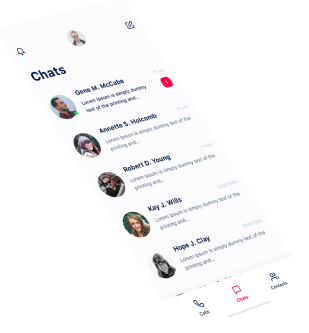 Chats
Gene M. McCabe
Lorem Ipsum is simply dummy
text of the printing and...
1
Annette S. Holcomb
Lorem Ipsum is simply dummy text of the
printing and...
Robert D. Young
Lorem Ipsum is simply dummy text of the
printing and...
Kay J. Wills
Lorem Ipsum is simply dummy text of the
printing and...
Hope J. Clay
Lorem Ipsum is simply dummy text of the
printing and...
Calls
Chats
Contacts